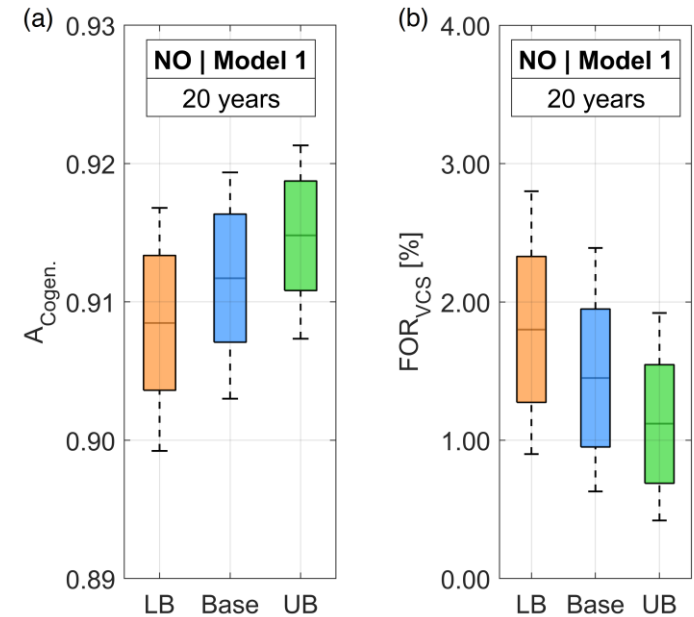 (a)
NO | Model 1
20 years
0.93
0.92
0.91
0.90
0.89
A_Cogen.
LB Base UB
(b)
NO | Model 1
20 years
4.00
3.00
2.00
1.00
0.00
FOR_VCS [%]
LB Base UB